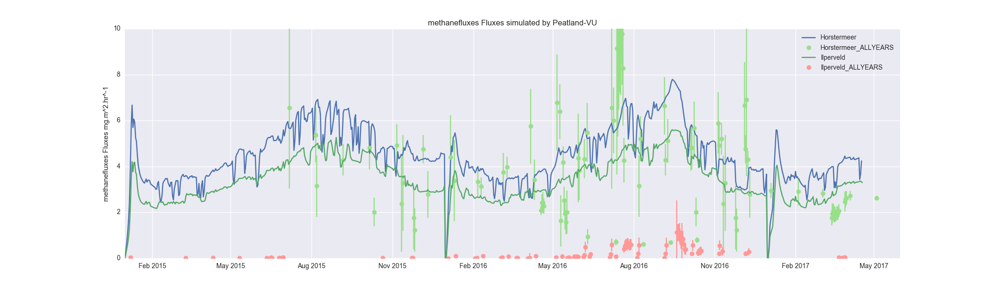 methanefluxes Fluxes simulated by Peatland-VU
methanefluxes Fluxes mg.m^2.hr^-1
10
8
6
4
2
0
Horstermeer
Horstermeer_ALLYEARS
Ilperveld
Ilperveld_ALLYEARS
Feb 2015 May 2015 Aug 2015 Nov 2015 Feb 2016 May 2016 Aug 2016 Nov 2016 Feb 2017 May 2017